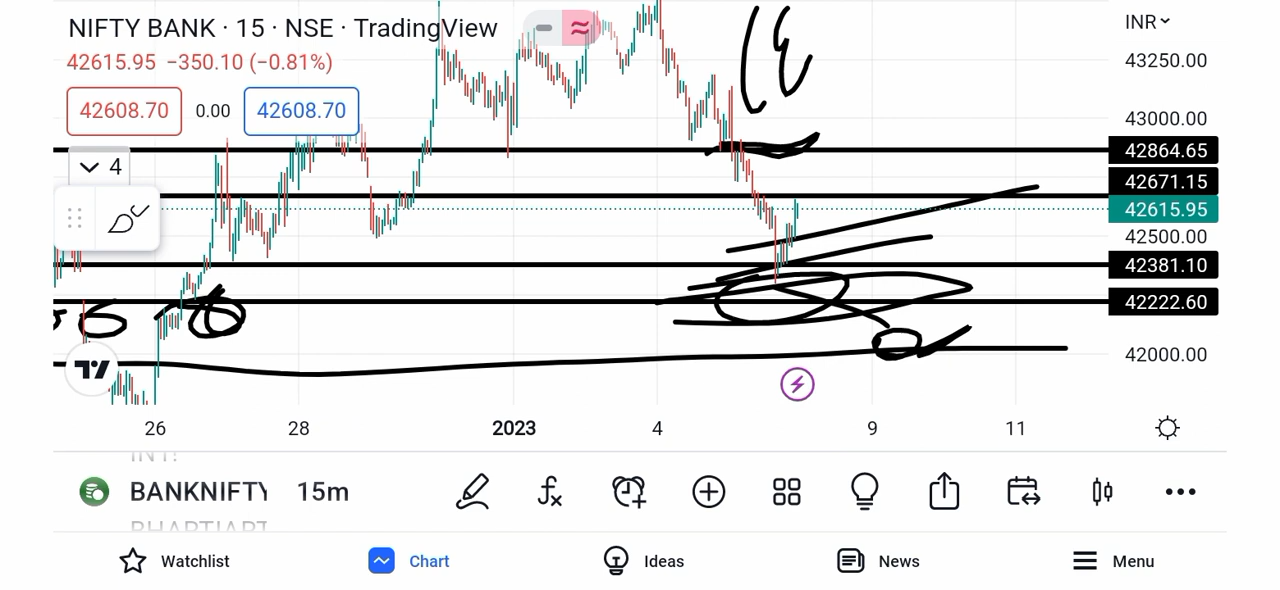 NIFTY BANK · 15 · NSE · TradingView
INR
42615.95 −350.10 (−0.81%)
43250.00
42608.70 0.00 42608.70
43000.00
42864.65
4
42671.15
42615.95
42500.00
42381.10
42222.60
42000.00
26 28 2023 4 9 11
BANKNIFTY 15m
BHARTIART
Watchlist Chart Ideas News Menu